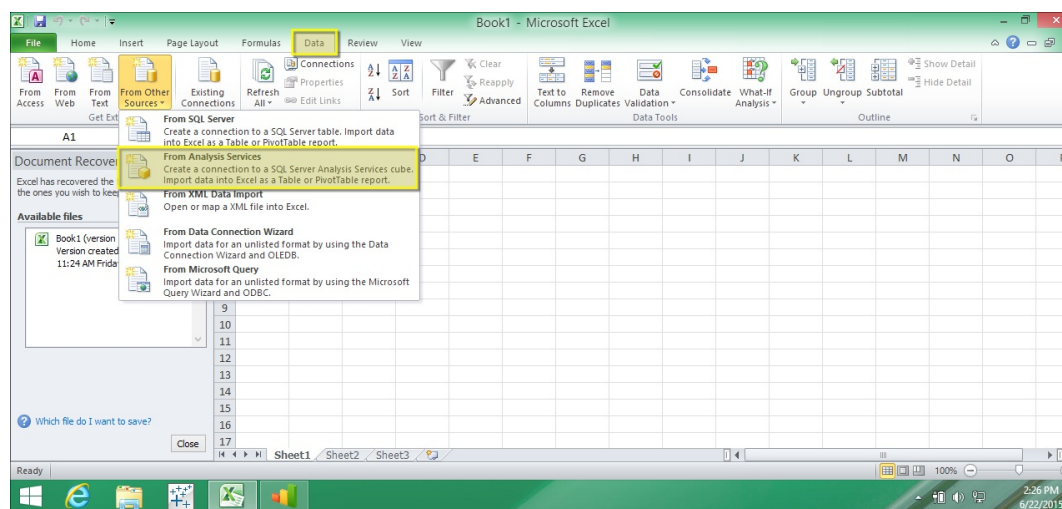 Book1 - Microsoft Excel
File Home Insert Page Layout Formulas Data Review View
From Access
From Web
From Text
From Other Sources
Existing Connections
Refresh All
Connections
Properties
Edit Links
Sort
Filter
Clear
Reapply
Advanced
Text to Columns
Remove Duplicates
Data Validation
Consolidate
What-If Analysis
Group
Ungroup
Subtotal
Show Detail
Hide Detail
Get Ext
Sort & Filter
Data Tools
Outline
A1
From SQL Server
Create a connection to a SQL Server table. Import data
into Excel as a Table or PivotTable report.
From Analysis Services
Create a connection to a SQL Server Analysis Services cube.
Import data into Excel as a Table or PivotTable report.
From XML Data Import
Open or map a XML file into Excel.
From Data Connection Wizard
Import data for an unlisted format by using the Data
Connection Wizard and OLEDB.
From Microsoft Query
Import data for an unlisted format by using the Microsoft
Query Wizard and ODBC.
Document Recove
Excel has recovered the
the ones you wish to kee
Available files
Book1 (version
Version created
11:24 AM Frida
Which file do I want to save?
Close
E F G H I J K L M N O
9
10
11
12
13
14
15
16
17
Sheet1 Sheet2 Sheet3
Ready
100%
2:26 PM
6/22/2015